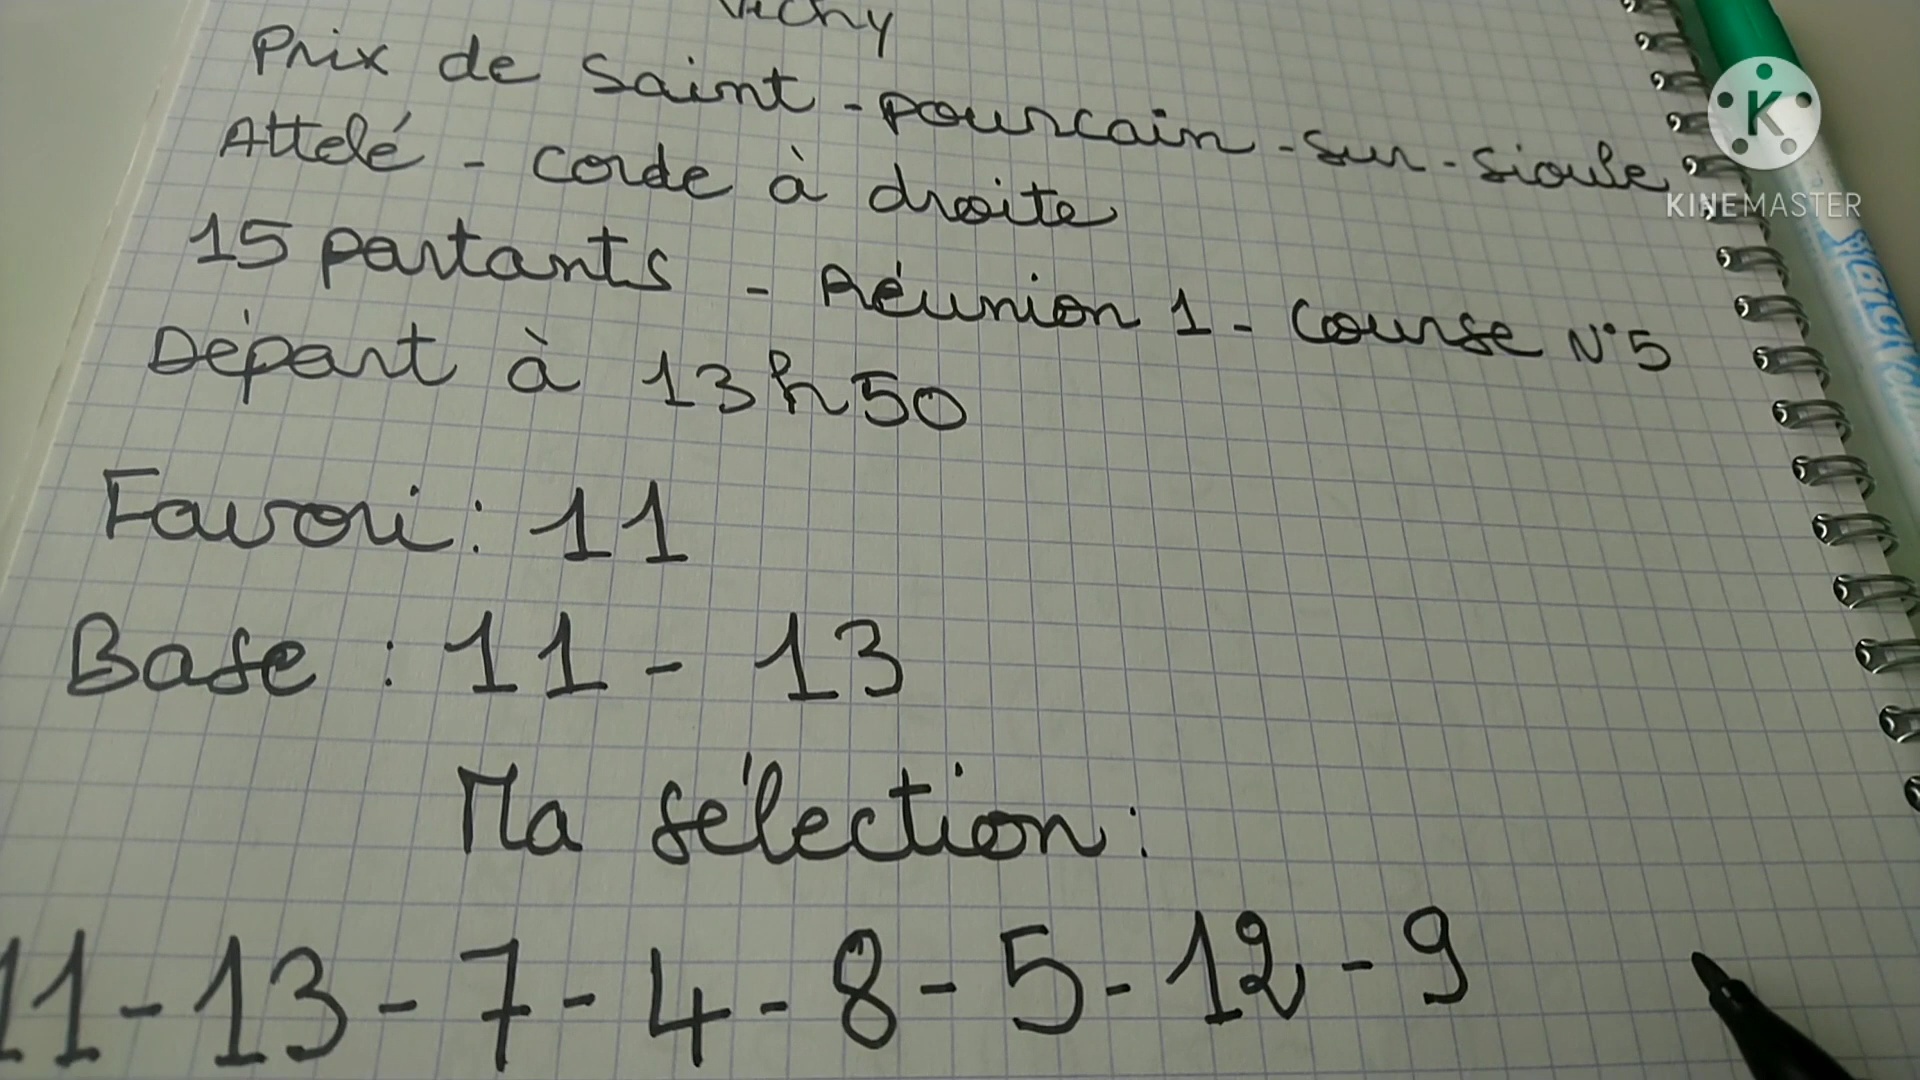 Vichy
Prix de Saint-Pourcain-sur-sioule
Attelé - corde à droite
15 partants - Réunion 1 - Course N°5
Départ à 13h50
Favori : 11
Base : 11 - 13
Ma sélection :
11 - 13 - 7 - 4 - 8 - 5 - 12 - 9
KINEMASTER